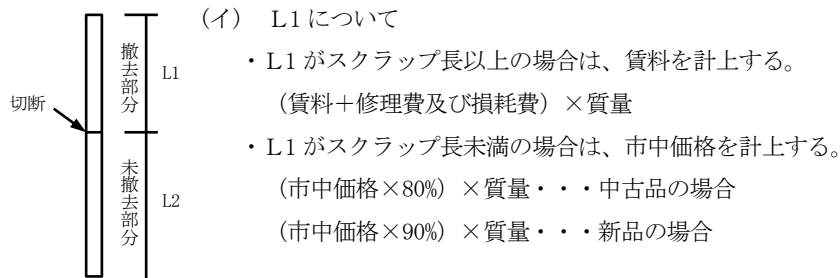 （イ） L1について
・L1がスクラップ長以上の場合は、賃料を計上する。
（賃料＋修理費及び損耗費）×質量
・L1がスクラップ長未満の場合は、市中価格を計上する。
（市中価格×80%）×質量・・・中古品の場合
（市中価格×90%）×質量・・・新品の場合
撤去部分
L1
切断
未撤去部分
L2